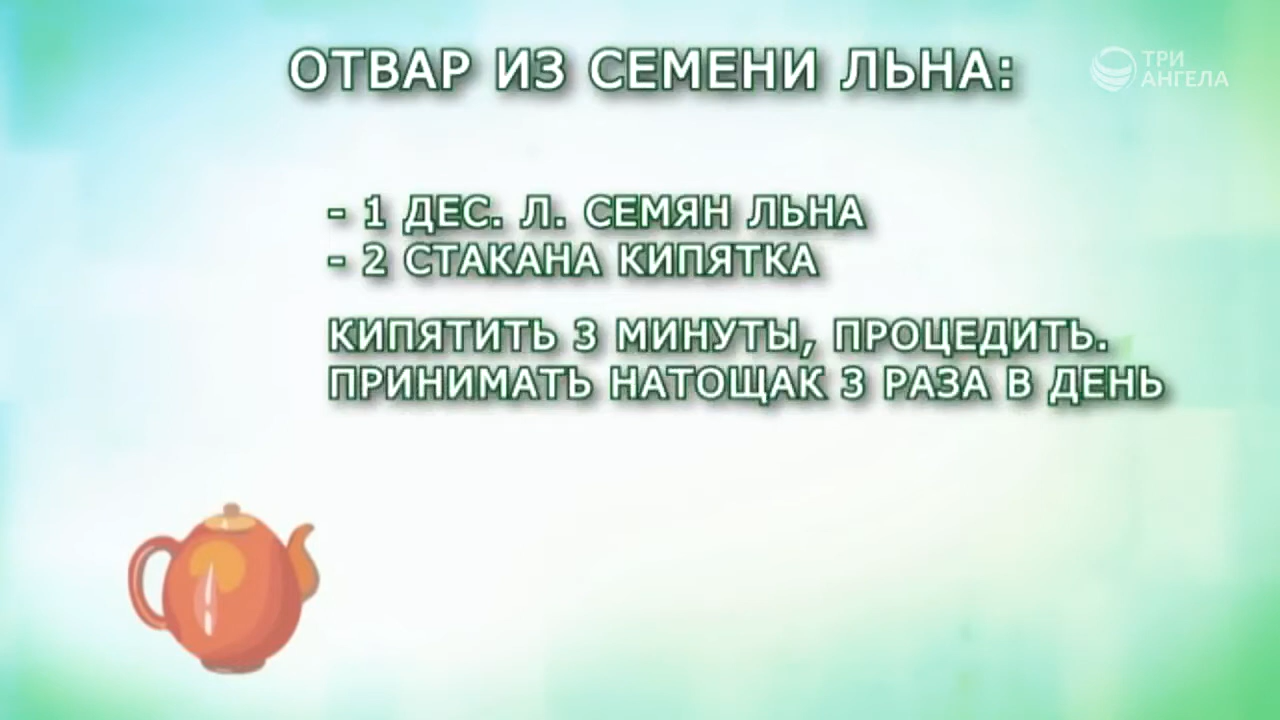 ОТВАР ИЗ СЕМЕНИ ЛЬНА:
ТРИ
АНГЕЛА
- 1 ДЕС. Л. СЕМЯН ЛЬНА
- 2 СТАКАНА КИПЯТКА
КИПЯТИТЬ 3 МИНУТЫ, ПРОЦЕДИТЬ.
ПРИНИМАТЬ НАТОЩАК 3 РАЗА В ДЕНЬ